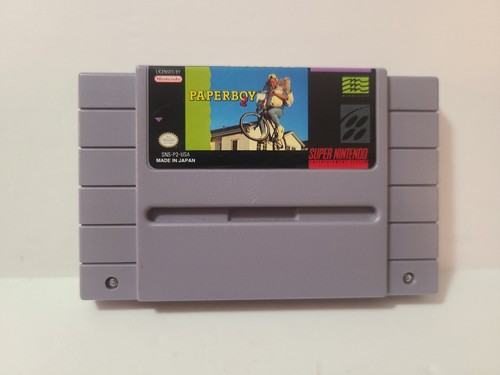 LICENSED BY
Nintendo
PAPERBOY
2
SNS-P2-USA
MADE IN JAPAN
SUPER NINTENDO